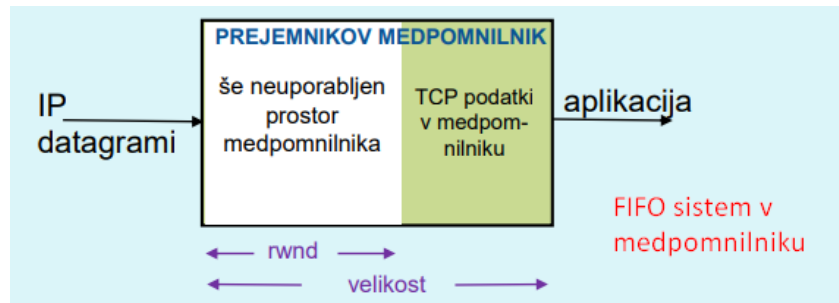 PREJEMNIKOV MEDPOMNILNIK
IP
datagrami
še neuporabljen
prostor
medpomnilnika
TCP podatki
v medpom-
nilniku
aplikacija
FIFO sistem v
medpomnilniku
rwnd
velikost